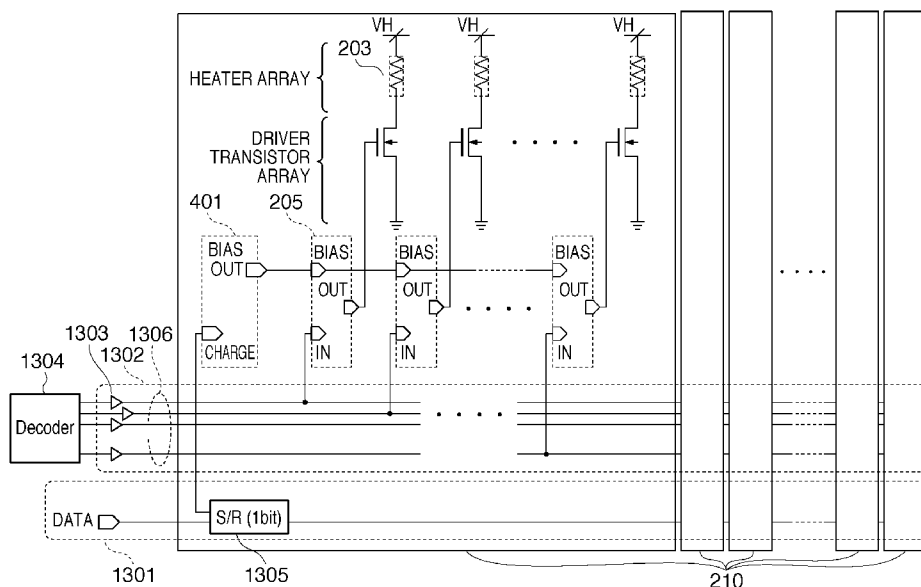 VH VH VH
203
HEATER ARRAY
DRIVER
TRANSISTOR
ARRAY
401 205
BIAS BIAS BIAS BIAS
OUT OUT OUT OUT
CHARGE IN IN IN
1303 1306
1302
1304
Decoder
DATA S/R (1bit)
1301 1305 210